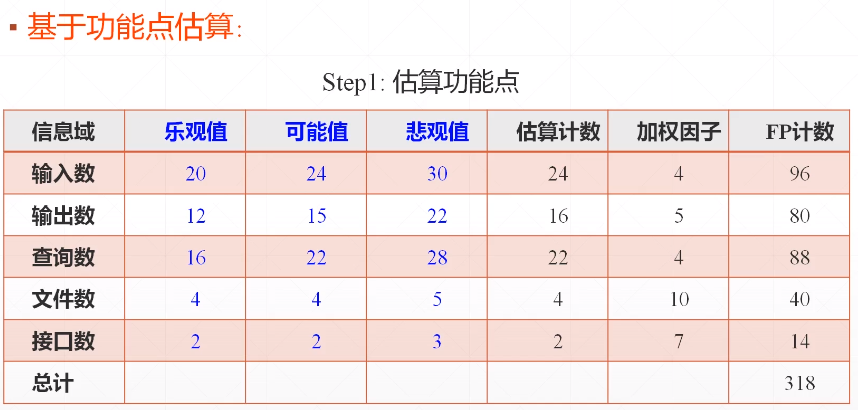 ▪ 基于功能点估算:
Step1: 估算功能点
信息域 乐观值 可能值 悲观值 估算计数 加权因子 FP计数
输入数 20 24 30 24 4 96
输出数 12 15 22 16 5 80
查询数 16 22 28 22 4 88
文件数 4 4 5 4 10 40
接口数 2 2 3 2 7 14
总计 318